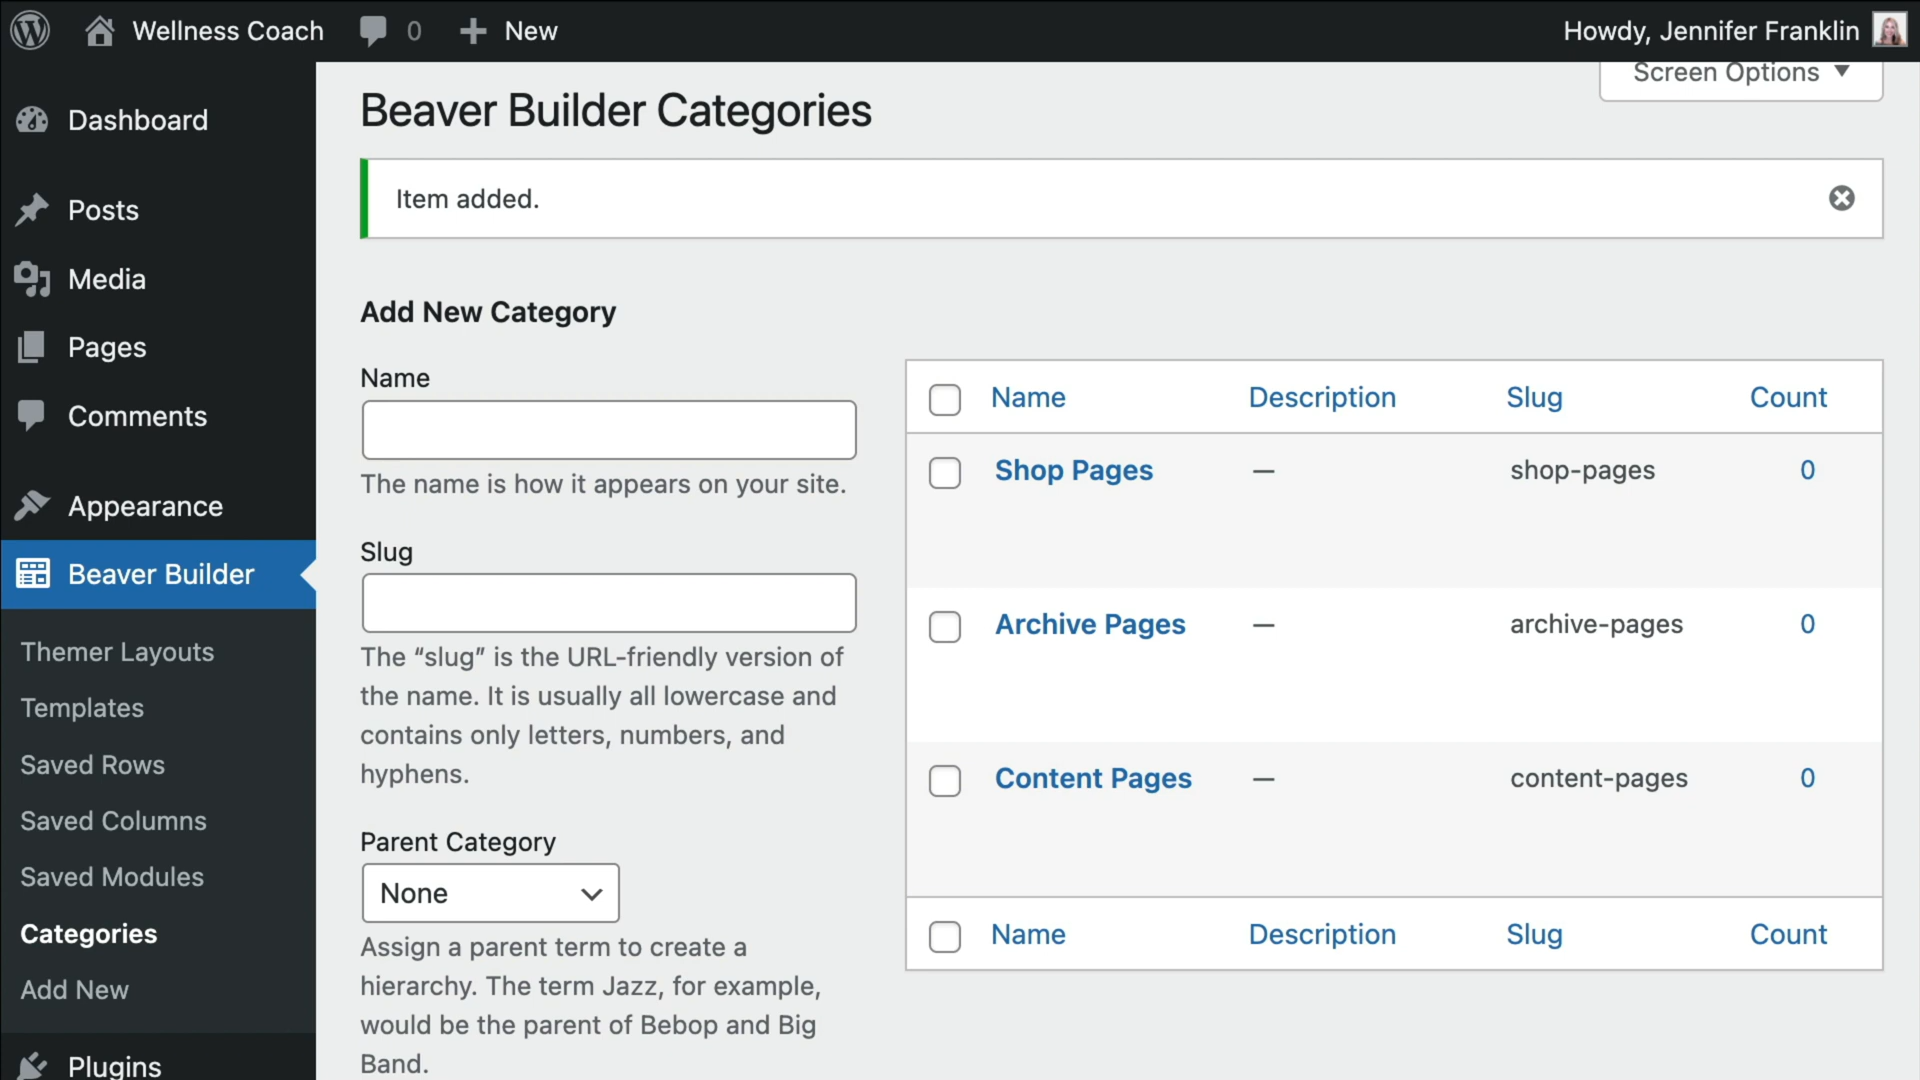 Wellness Coach
0
New
Howdy, Jennifer Franklin
Screen Options
Dashboard
Posts
Media
Pages
Comments
Appearance
Beaver Builder
Themer Layouts
Templates
Saved Rows
Saved Columns
Saved Modules
Categories
Add New
Plugins
Beaver Builder Categories
Item added.
Add New Category
Name
The name is how it appears on your site.
Slug
The “slug” is the URL-friendly version of
the name. It is usually all lowercase and
contains only letters, numbers, and
hyphens.
Parent Category
None
Assign a parent term to create a
hierarchy. The term Jazz, for example,
would be the parent of Bebop and Big
Band.
Name Description Slug Count
Shop Pages — shop-pages 0
Archive Pages — archive-pages 0
Content Pages — content-pages 0
Name Description Slug Count